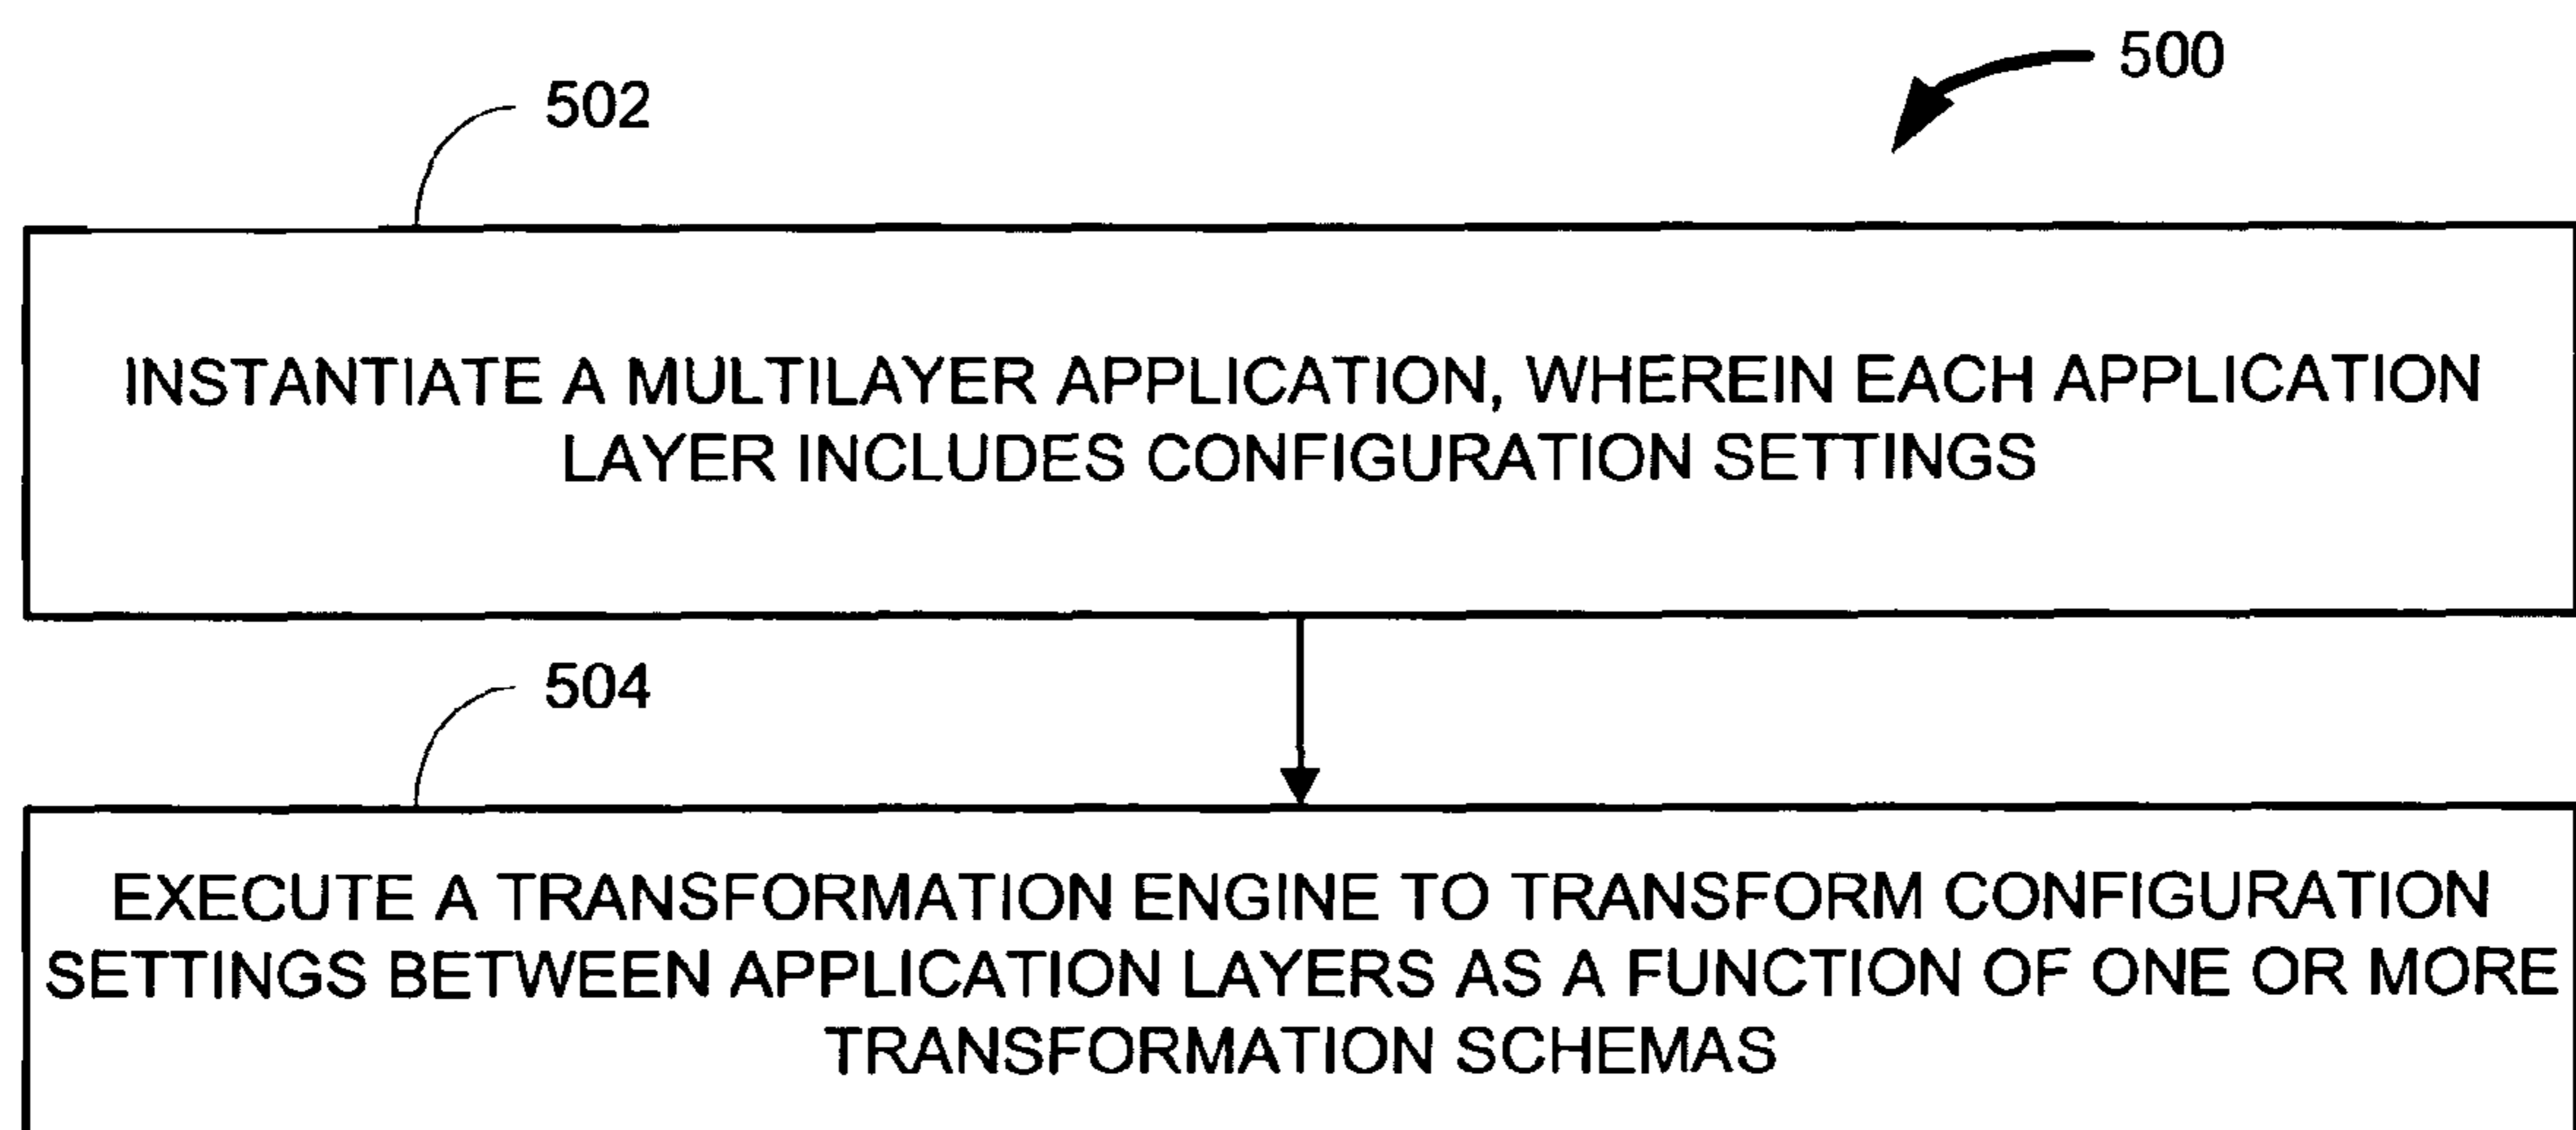 500
502
INSTANTIATE A MULTILAYER APPLICATION, WHEREIN EACH APPLICATION
LAYER INCLUDES CONFIGURATION SETTINGS
504
EXECUTE A TRANSFORMATION ENGINE TO TRANSFORM CONFIGURATION
SETTINGS BETWEEN APPLICATION LAYERS AS A FUNCTION OF ONE OR MORE
TRANSFORMATION SCHEMAS